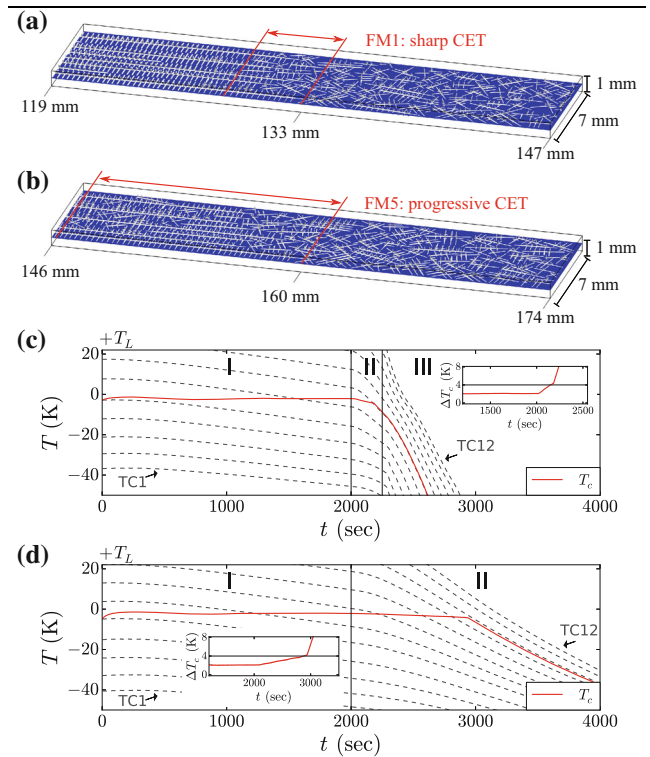 (a)
FM1: sharp CET
1 mm
7 mm
119 mm
133 mm
147 mm
(b)
FM5: progressive CET
1 mm
7 mm
146 mm
160 mm
174 mm
(c)
+T_L
20
0
−20
−40
T (K)
I
II
III
8
4
0
ΔT_c (K)
1500
2000
2500
t (sec)
TC1
TC12
T_c
0
1000
2000
3000
4000
t (sec)
(d)
+T_L
20
0
−20
−40
T (K)
I
II
8
4
0
ΔT_c (K)
2000
3000
t (sec)
TC1
TC12
T_c
0
1000
2000
3000
4000
t (sec)